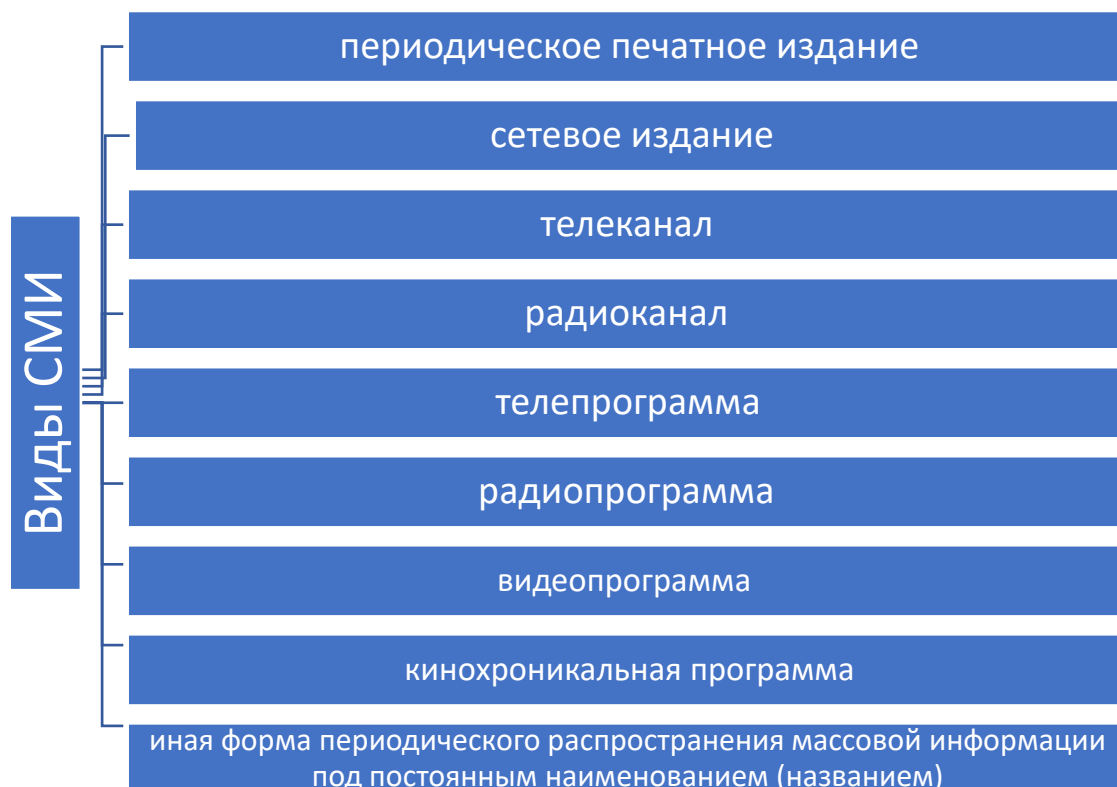 Виды СМИ
периодическое печатное издание
сетевое издание
телеканал
радиоканал
телепрограмма
радиопрограмма
видеопрограмма
кинохроникальная программа
иная форма периодического распространения массовой информации
под постоянным наименованием (названием)